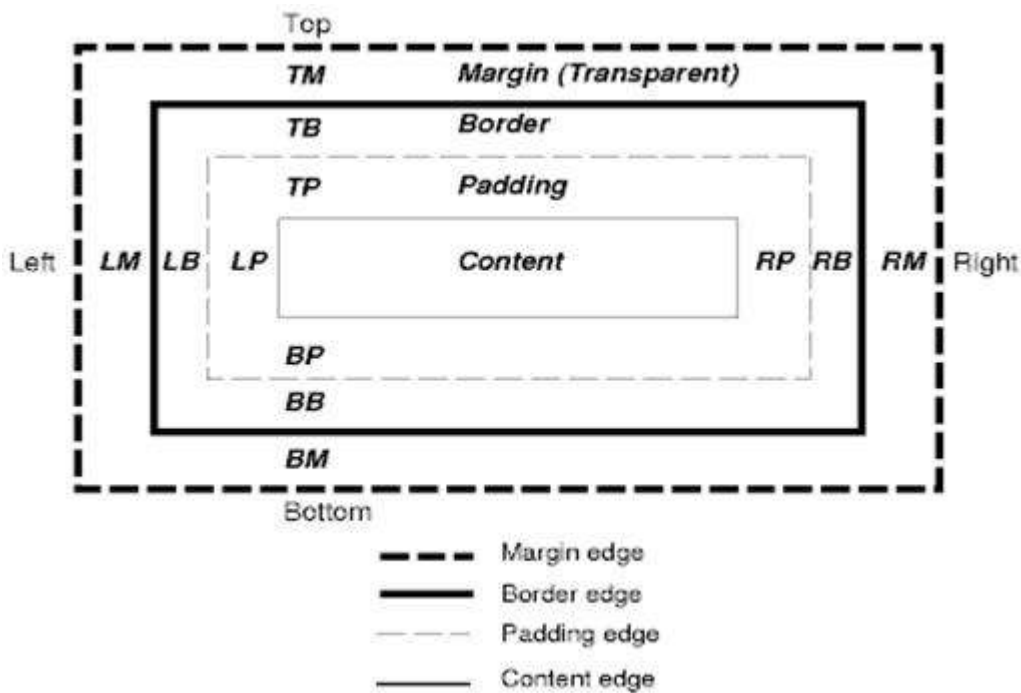 Top
TM Margin (Transparent)
TB Border
TP Padding
Left LM LB LP Content RP RB RM Right
BP
BB
BM
Bottom
Margin edge
Border edge
Padding edge
Content edge